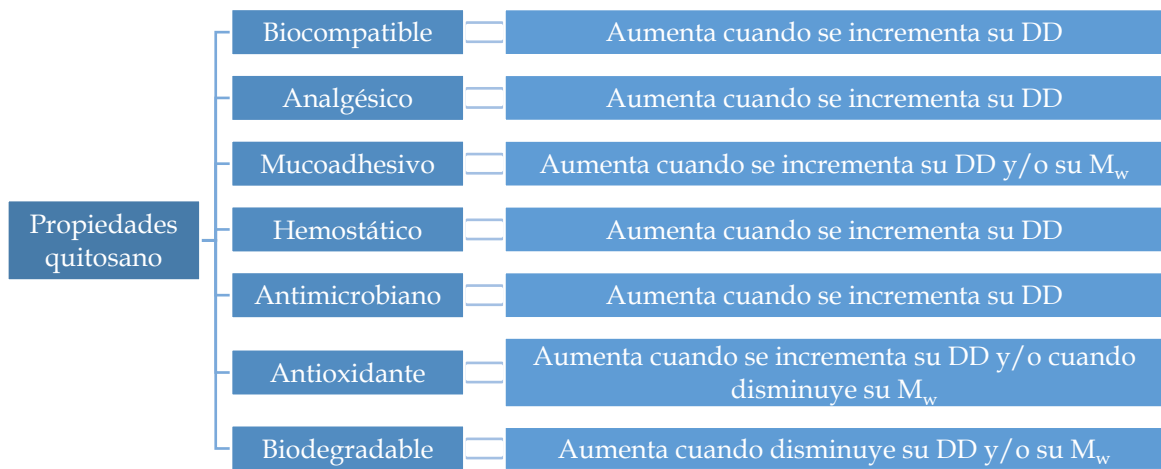 Propiedades
quitosano
Biocompatible
Aumenta cuando se incrementa su DD
Analgésico
Aumenta cuando se incrementa su DD
Mucoadhesivo
Aumenta cuando se incrementa su DD y/o su Mw
Hemostático
Aumenta cuando se incrementa su DD
Antimicrobiano
Aumenta cuando se incrementa su DD
Antioxidante
Aumenta cuando se incrementa su DD y/o cuando
disminuye su Mw
Biodegradable
Aumenta cuando disminuye su DD y/o su Mw